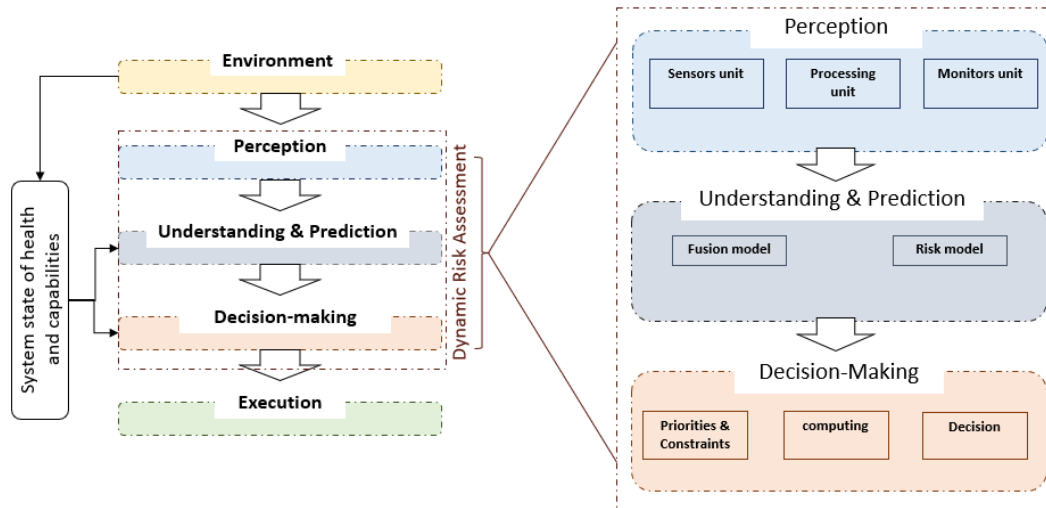 Environment
Perception
Understanding & Prediction
Decision-making
Execution
System state of health
and capabilities
Dynamic Risk Assessment
Perception
Sensors unit
Processing
unit
Monitors unit
Understanding & Prediction
Fusion model
Risk model
Decision-Making
Priorities &
Constraints
computing
Decision